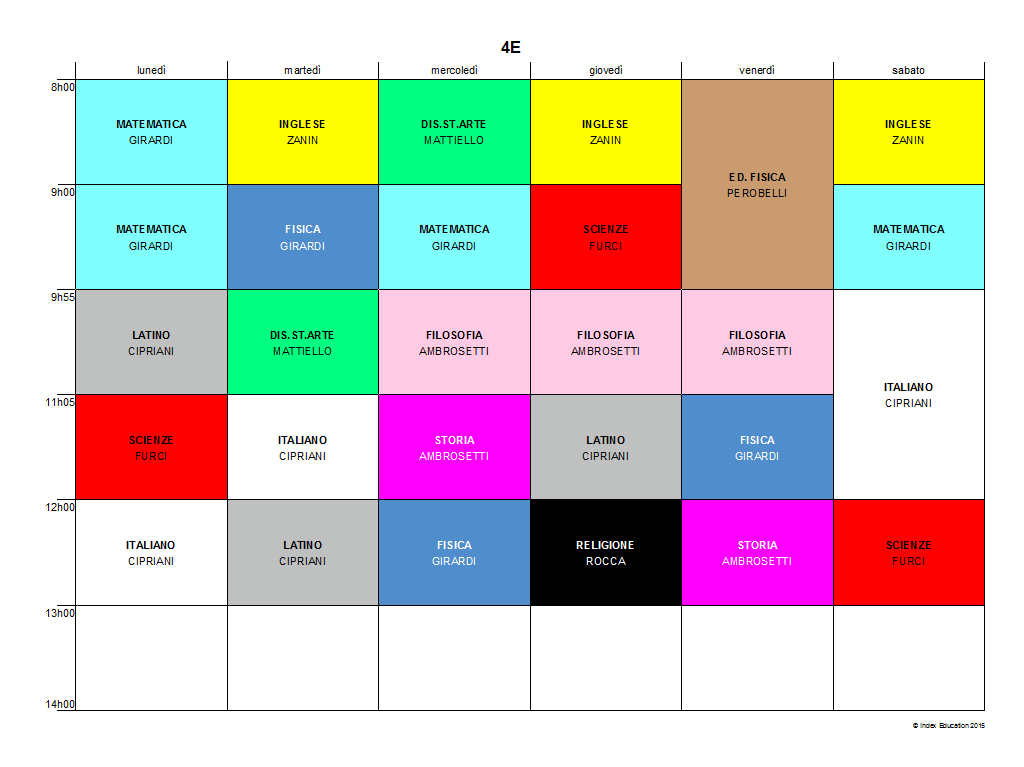 4E
lunedì martedì mercoledì giovedì venerdì sabato
8h00
MATEMATICA INGLESE DIS.ST.ARTE INGLESE INGLESE
GIRARDI ZANIN MATTIELLO ZANIN ZANIN
ED. FISICA
9h00 PEROBELLI
MATEMATICA FISICA MATEMATICA SCIENZE MATEMATICA
GIRARDI GIRARDI GIRARDI FURCI GIRARDI
9h55
LATINO DIS.ST.ARTE FILOSOFIA FILOSOFIA FILOSOFIA
CIPRIANI MATTIELLO AMBROSETTI AMBROSETTI AMBROSETTI
ITALIANO
11h05 CIPRIANI
SCIENZE ITALIANO STORIA LATINO FISICA
FURCI CIPRIANI AMBROSETTI CIPRIANI GIRARDI
12h00
ITALIANO LATINO FISICA RELIGIONE STORIA SCIENZE
CIPRIANI CIPRIANI GIRARDI ROCCA AMBROSETTI FURCI
13h00
14h00
© Index Education 2015